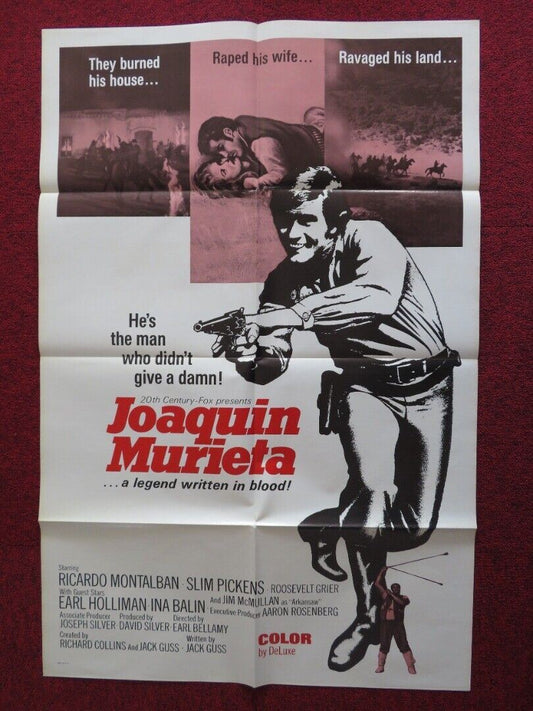 They burned
his house...
Raped his wife...
Ravaged his land...
He's
the man
who didn't
give a damn!
20th Century-Fox presents
Joaquin
Murieta
...a legend written in blood!
Starring
RICARDO MONTALBAN · SLIM PICKENS · ROOSEVELT GRIER
With Guest Stars
EARL HOLLIMAN · INA BALIN And JIM McMULLAN as "Arkansaw" Executive Producer AARON ROSENBERG
Associate Producer JOSEPH SILVER · Produced by DAVID SILVER · Directed by EARL BELLAMY
Created by RICHARD COLLINS And JACK GUSS · Written by JACK GUSS
COLOR
by DeLuxe